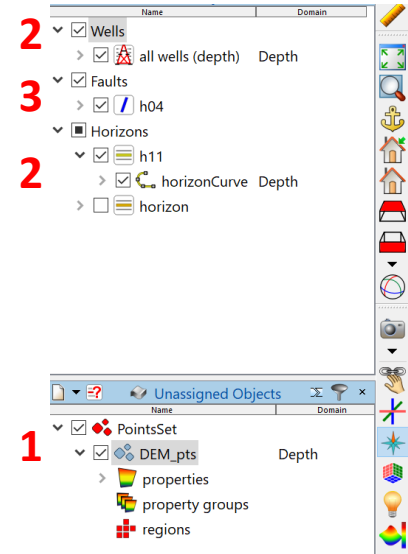 Name Domain
2 Wells
all wells (depth) Depth
3 Faults
h04
Horizons
2 h11
horizonCurve Depth
horizon
Unassigned Objects
Name Domain
PointsSet
1 DEM_pts Depth
properties
property groups
regions